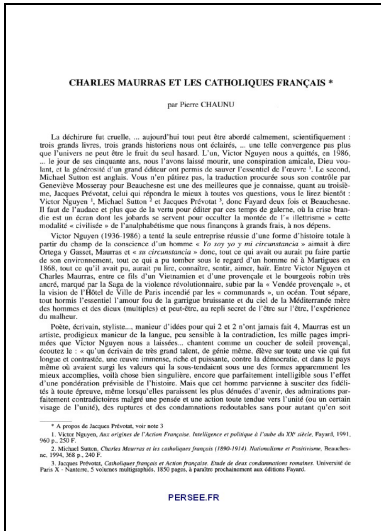 CHARLES MAURRAS ET LES CATHOLIQUES FRANÇAIS *
par Pierre CHAUNU
La déchirure fut cruelle, ... aujourd'hui tout peut être abordé calmement, scientifiquement :
trois grands livres, trois grands historiens nous ont éclairés, ... une telle convergence pas plus
que l'univers ne peut être le fruit du seul hasard. L'un, Victor Nguyen nous a quittés, en 1986,
... le jour de ses cinquante ans, nous l'avons laissé mourir, une conspiration amicale, Dieu vou-
lant, et la générosité d'un grand éditeur ont permis de sauver l'essentiel de l'œuvre ¹. Le second,
Michael Sutton est anglais. Vous n'en pâtirez pas, la traduction procurée sous son contrôle par
Geneviève Mosseray pour Beauchesne est une des meilleures que je connaisse, quant au troisiè-
me, Jacques Prévotat, celui qui répondra le mieux à toutes vos questions, vous le lirez bientôt :
Victor Nguyen ¹, Michael Sutton ² et Jacques Prévotat ³, donc Fayard deux fois et Beauchesne.
Il faut de l'audace et plus que de la vertu pour éditer par ces temps de galerne, où la crise bran-
die est un écran dont les jobards se servent pour occulter la montée de l'« illettrisme » cette
modalité « civilisée » de l'analphabétisme que nous finançons à grands frais, à nos dépens.
Victor Nguyen (1936-1986) a tenté la seule entreprise réussie d'une forme d'histoire totale à
partir du champ de la conscience d'un homme « Yo soy yo y mi circunstancia » aimait à dire
Ortega y Gasset, Maurras et « su circunstancia » donc, tout ce qui avait ou aurait pu faire partie
de son environnement, tout ce qui a pu tomber sous le regard d'un homme né à Martigues en
1868, tout ce qu'il avait pu, aurait pu lire, connaître, sentir, aimer, haïr. Entre Victor Nguyen et
Charles Maurras, entre ce fils d'un Vietnamien et d'une provençale et le bourgeois robin très
ancré, marqué par la Saga de la violence révolutionnaire, subie par la « Vendée provençale », et
la vision de l'Hôtel de Ville de Paris incendié par les « communards », un océan. Tout sépare,
tout hormis l'essentiel l'amour fou de la garrigue bruissante et du ciel de la Méditerranée mère
des hommes et des dieux (multiples) et peut-être, au repli secret de l'être sur l'être, l'expérience
du malheur.
Poète, écrivain, styliste..., manieur d'idées pour qui 2 et 2 n'ont jamais fait 4, Maurras est un
artiste, prodigieux manieur de la langue, peu sensible à la contradiction, les mille pages impri-
mées que Victor Nguyen nous a laissées... chantent comme un coucher de soleil provençal,
écoutez le : « qu'un écrivain de très grand talent, de génie même, élève sur toute une vie qui fut
longue et contrastée, une œuvre immense, riche et puissante, contre la démocratie, et dans le pays
même où avaient surgi les valeurs qui la sous-tendaient sous une des formes apparemment les
mieux accomplies, voilà chose bien singulière, encore que parfaitement intelligible sous l'effet
d'une pondération prévisible de l'histoire. Mais que cet homme parvienne à susciter des fidéli-
tés à toute épreuve, même lorsqu'elles paraissent les plus dénuées d'avenir, des admirations par-
faitement contradictoires malgré une pensée et une action toute tendue vers l'unité (ou un certain
visage de l'unité), des ruptures et des condamnations redoutables sans pour autant qu'en soit
* A propos de Jacques Prévotat, voir note 3
1. Victor Nguyen, Aux origines de l'Action Française. Intelligence et politique à l'aube du XXe siècle, Fayard, 1991,
960 p., 250 F.
2. Michael Sutton, Charles Maurras et les catholiques français (1890-1914). Nationalisme et Positivisme, Beauches-
ne, 1994, 368 p., 240 F.
3. Jacques Prévotat, Catholiques français et Action française. Etude de deux condamnations romaines. Université de
Paris X - Nanterre, 5 volumes multigraphiés, 1850 pages, à paraître prochainement aux éditions Fayard.
PERSEE.FR